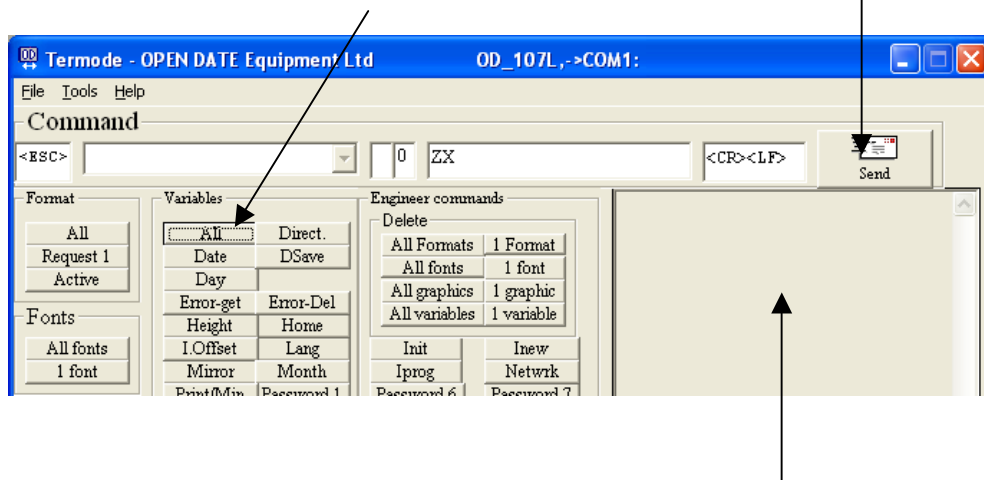 Termode - OPEN DATE Equipment Ltd OD_107L,->COM1:
File Tools Help
Command
<ESC> 0 ZX <CR><LF> Send
Format
All
Request 1
Active
Fonts
All fonts
1 font
Variables
All Direct.
Date DSave
Day
Error-get Error-Del
Height Home
I.Offset Lang
Mirror Month
Print/Min Password 1
Engineer commands
Delete
All Formats 1 Format
All fonts 1 font
All graphics 1 graphic
All variables 1 variable
Init Inew
Iprog Netwrk
Password 6 Password 7